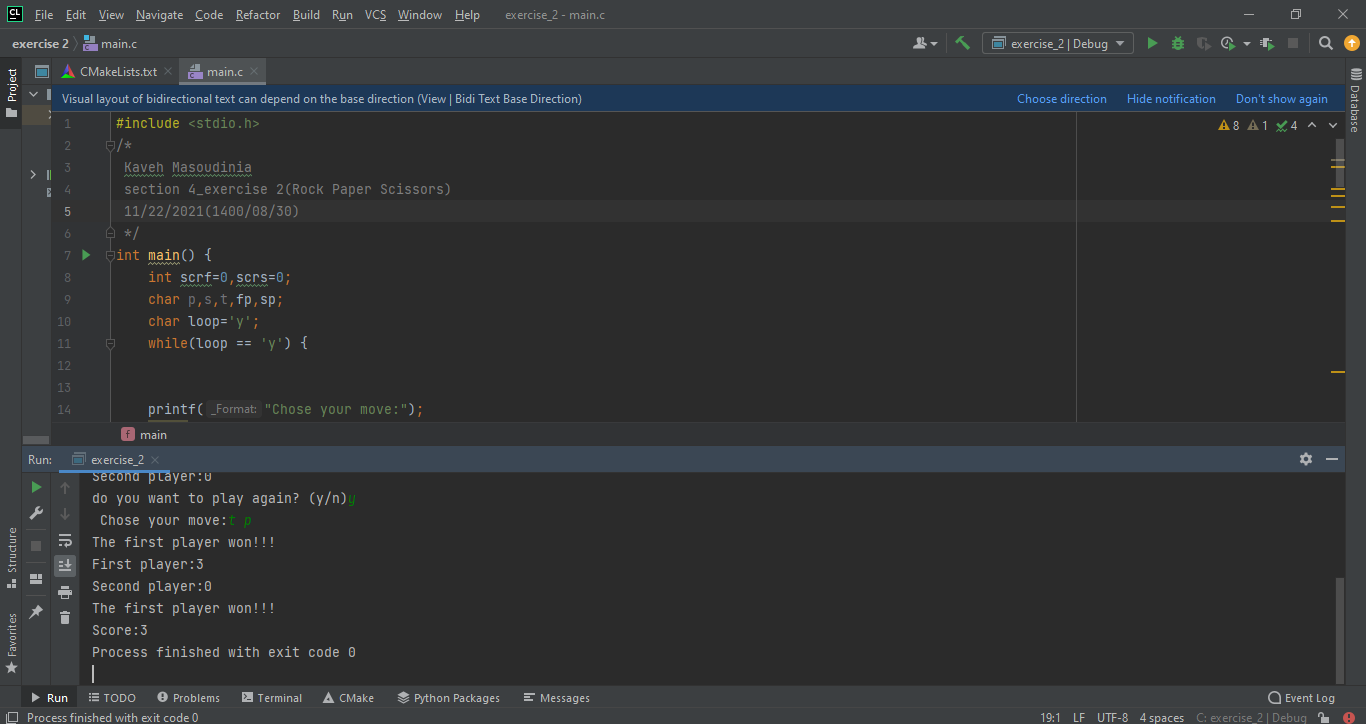 CL File Edit View Navigate Code Refactor Build Run VCS Window Help exercise_2 - main.c
exercise 2 main.c exercise_2 | Debug
Project
CMakeLists.txt main.c
Visual layout of bidirectional text can depend on the base direction (View | Bidi Text Base Direction) Choose direction Hide notification Don't show again
Database
1 #include <stdio.h> 8 1 4
2 /*
3 Kaveh Masoudinia
4 section 4_exercise 2(Rock Paper Scissors)
5 11/22/2021(1400/08/30)
6 */
7 int main() {
8 int scrf=0,scrs=0;
9 char p,s,t,fp,sp;
10 char loop='y';
11 while(loop == 'y') {
12
13
14 printf(_Format: "Chose your move:");
f main
Run: exercise_2
Second player:0
do you want to play again? (y/n)y
Chose your move:t p
The first player won!!!
First player:3
Second player:0
The first player won!!!
Score:3
Process finished with exit code 0
Structure
Favorites
Run TODO Problems Terminal CMake Python Packages Messages Event Log
Process finished with exit code 0 19:1 LF UTF-8 4 spaces C: exercise_2 | Debug